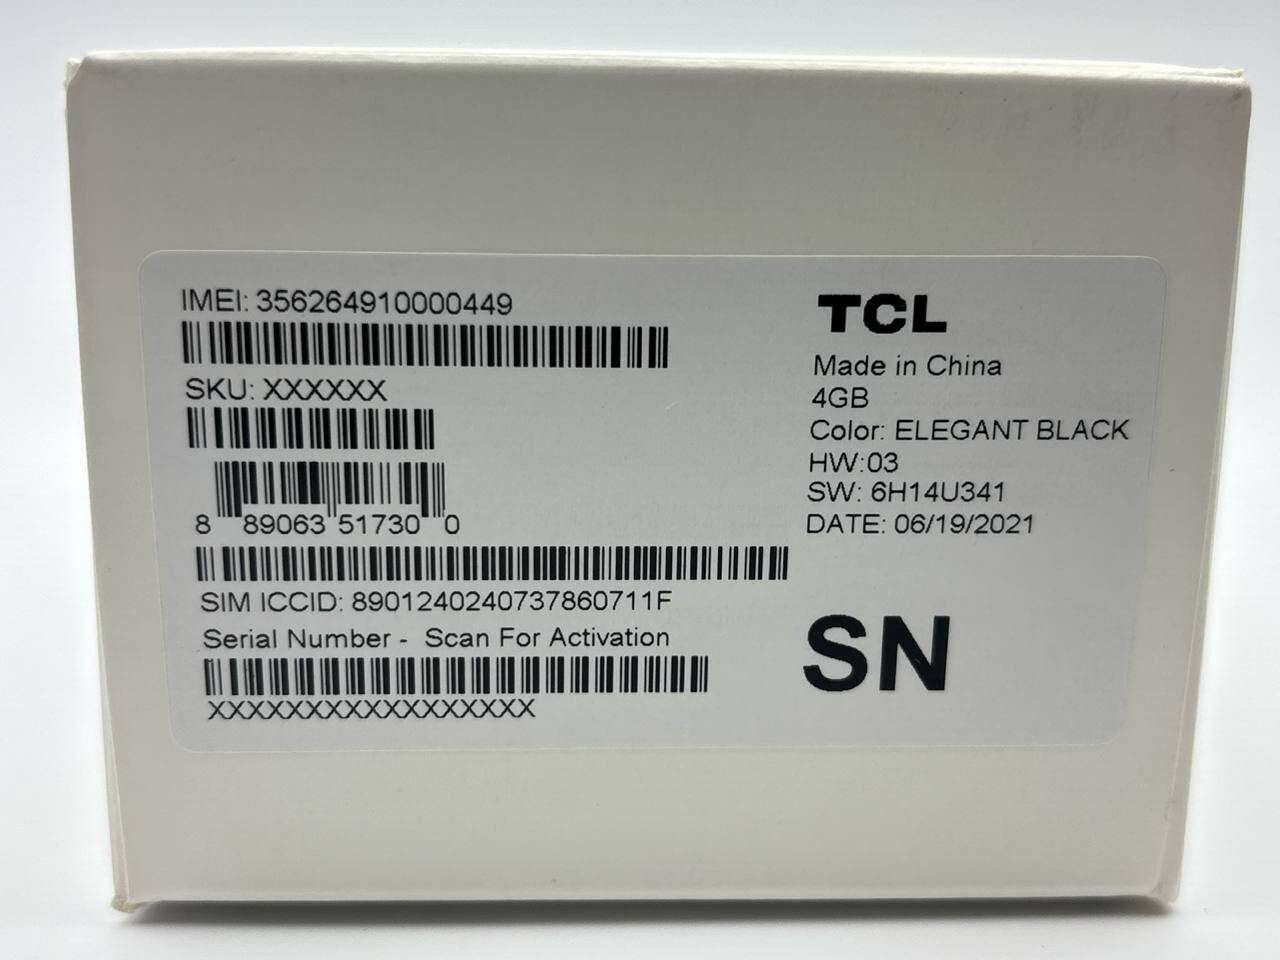 IMEI: 356264910000449
SKU: XXXXXX
8 89063 51730 0
SIM ICCID: 8901240240737860711F
Serial Number - Scan For Activation
XXXXXXXXXXXXXXXXX
TCL
Made in China
4GB
Color: ELEGANT BLACK
HW:03
SW: 6H14U341
DATE: 06/19/2021
SN